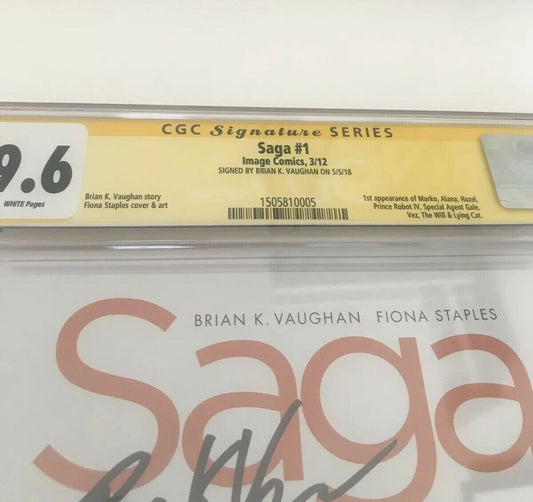 CGC Signature SERIES
Saga #1
Image Comics, 3/12
SIGNED BY BRIAN K. VAUGHAN ON 5/5/18
9.6
WHITE Pages
Brian K. Vaughan story
Fiona Staples cover & art
1505810005
1st appearance of Marko, Alana, Hazel,
Prince Robot IV, Special Agent Gale,
Vez, The Will & Lying Cat.
BRIAN K. VAUGHAN FIONA STAPLES
Saga